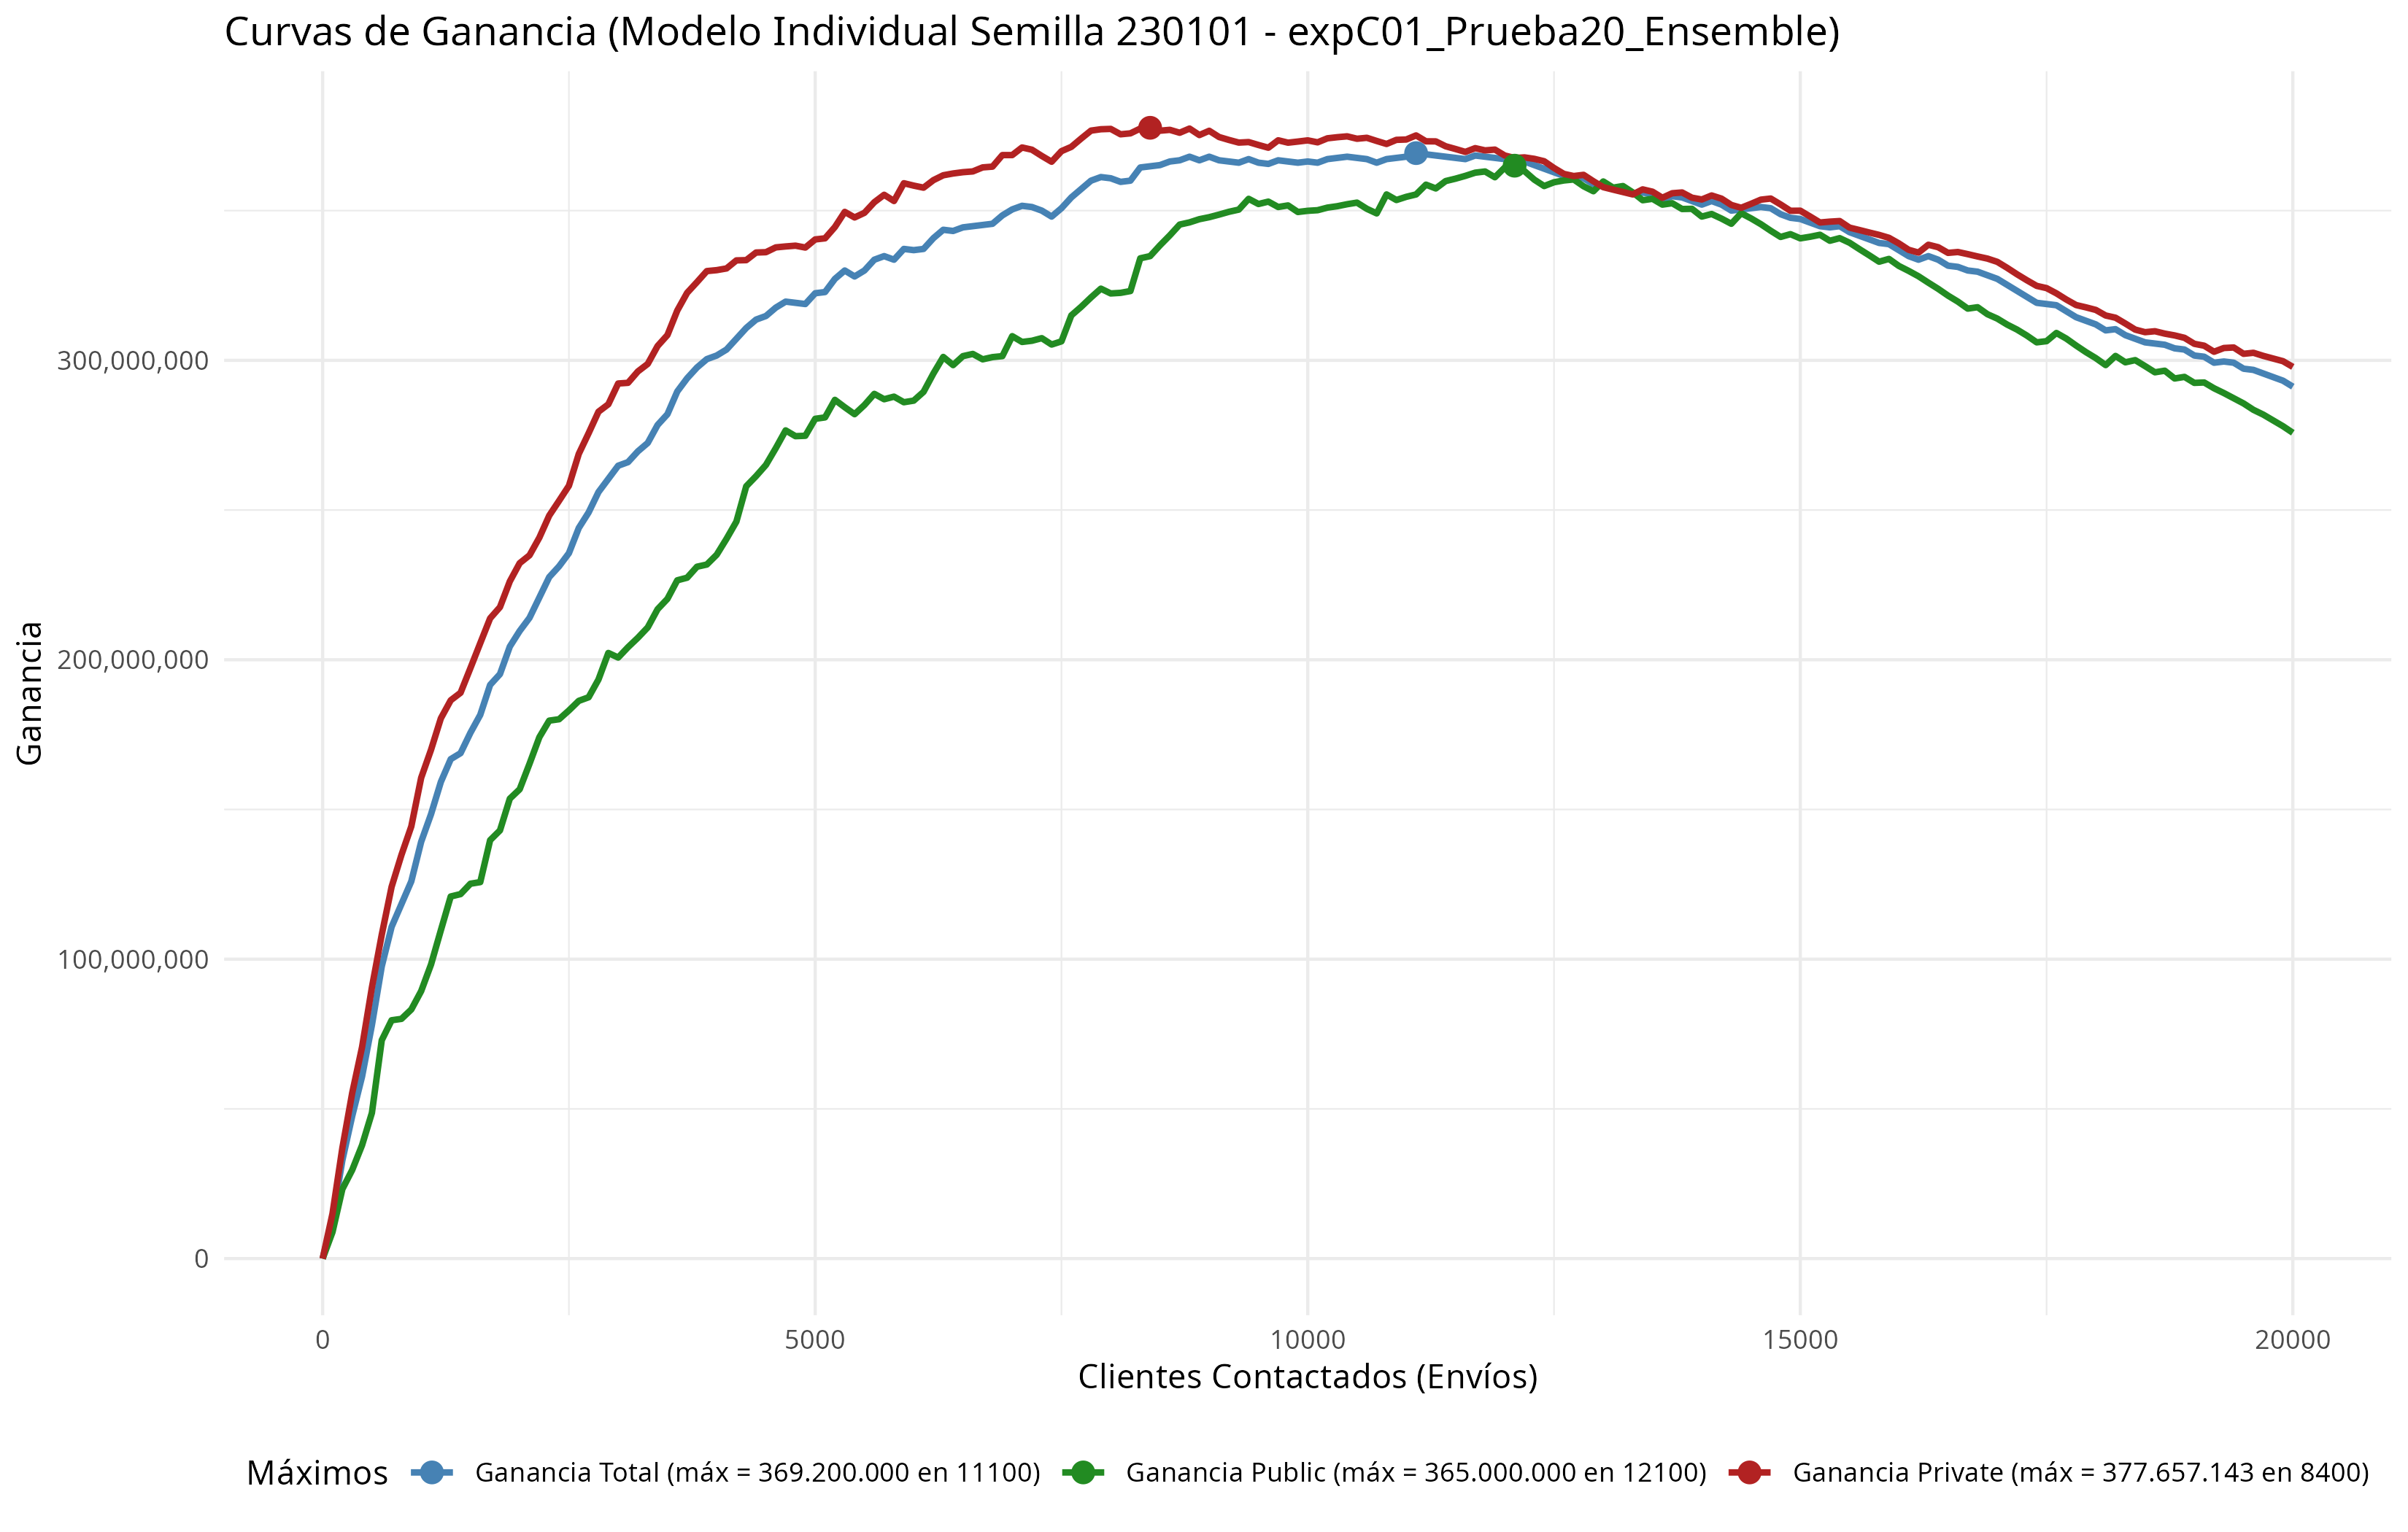 Curvas de Ganancia (Modelo Individual Semilla 230101 - expC01_Prueba20_Ensemble)
Ganancia
300,000,000
200,000,000
100,000,000
0
0 5000 10000 15000 20000
Clientes Contactados (Envíos)
Máximos Ganancia Total (máx = 369.200.000 en 11100) Ganancia Public (máx = 365.000.000 en 12100) Ganancia Private (máx = 377.657.143 en 8400)